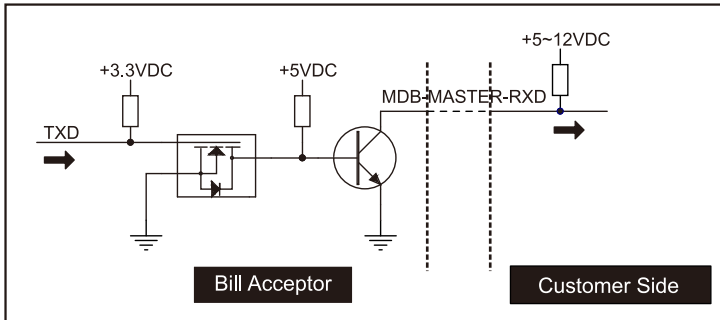 +5~12VDC
+3.3VDC
+5VDC
MDB-MASTER-RXD
TXD
Bill Acceptor
Customer Side